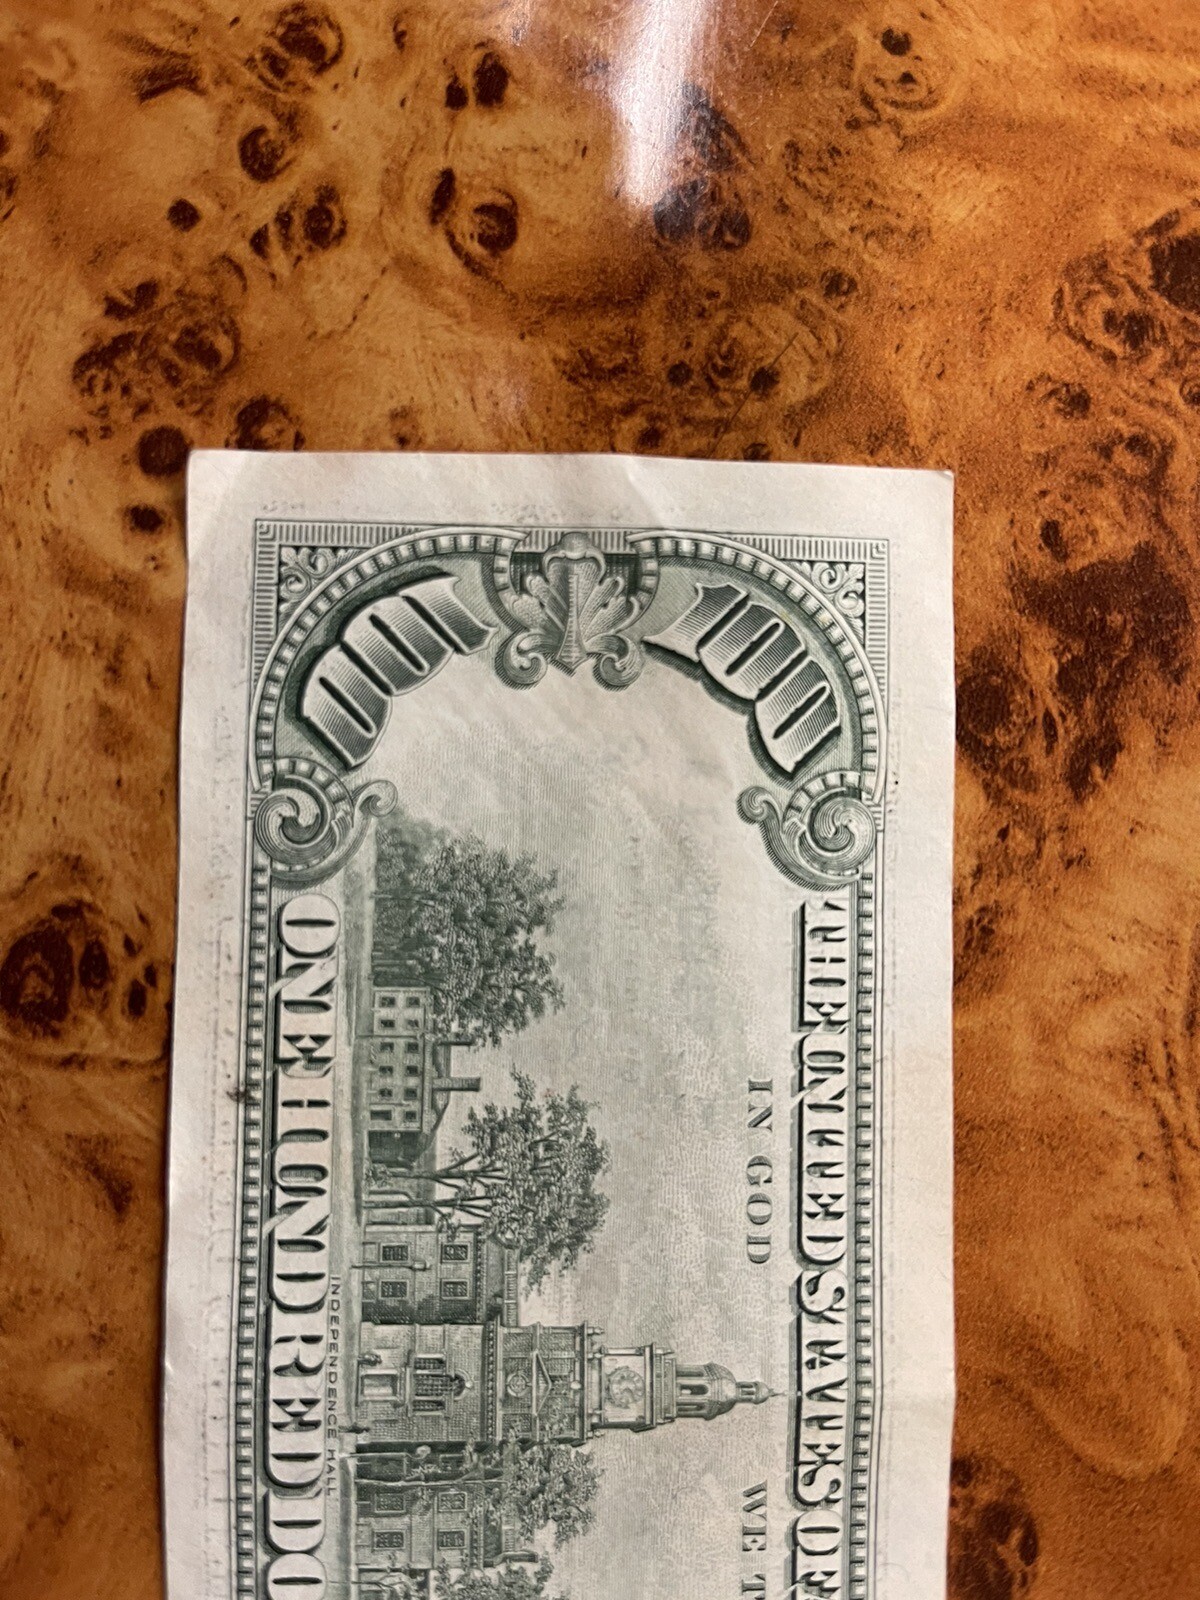 100
100
THE UNITED STATES OF
IN GOD
WE T
INDEPENDENCE HALL
ONE HUNDRED DO